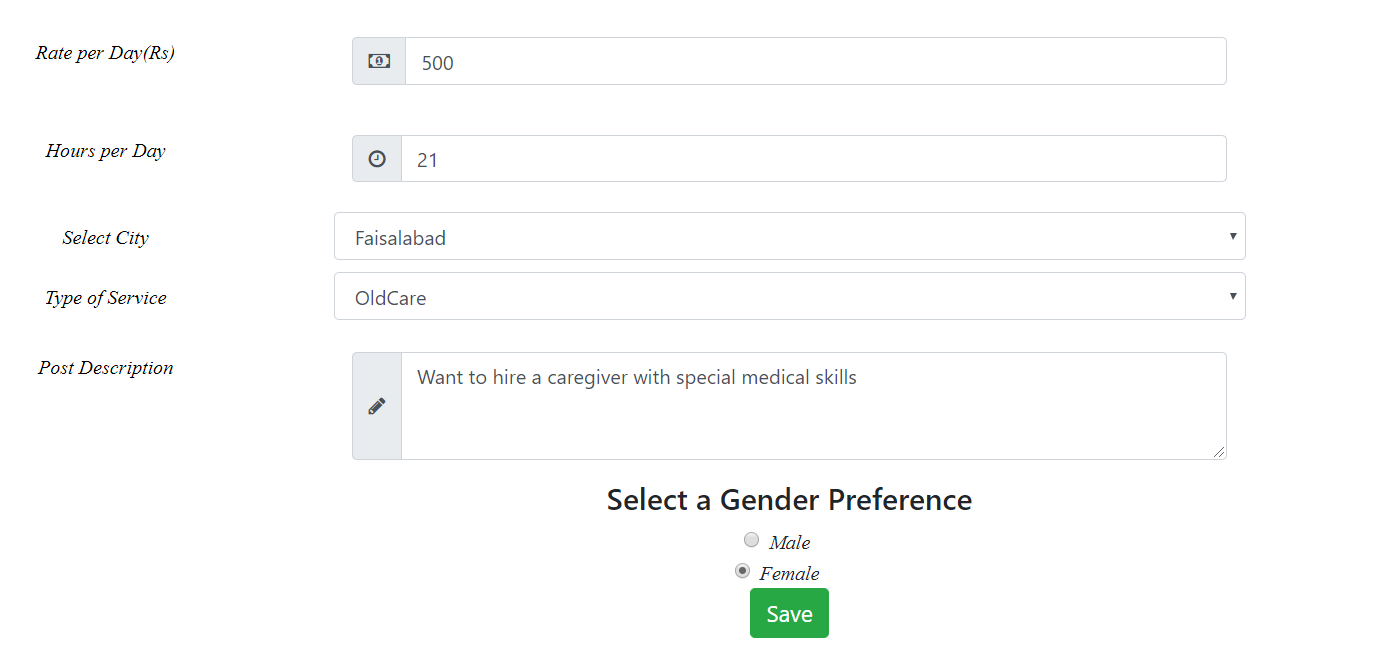 Rate per Day(Rs)
500
Hours per Day
21
Select City
Faisalabad
Type of Service
OldCare
Post Description
Want to hire a caregiver with special medical skills
Select a Gender Preference
Male
Female
Save